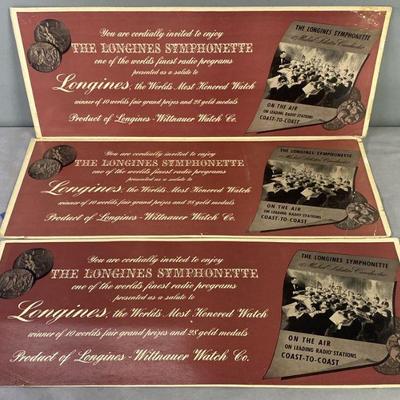 You are cordially invited to enjoy
THE LONGINES SYMPHONETTE
one of the worlds finest radio programs
presented as a salute to
Longines, the Worlds Most Honored Watch
winner of 10 worlds fair grand prizes and 28 gold medals
Product of Longines-Wittnauer Watch Co.
THE LONGINES SYMPHONETTE
Conductor
ON THE AIR
ON LEADING RADIO STATIONS
COAST-TO-COAST
You are cordially invited to enjoy
THE LONGINES SYMPHONETTE
one of the worlds finest radio programs
presented as a salute to
Longines, the Worlds Most Honored Watch
winner of 10 worlds fair grand prizes and 28 gold medals
Product of Longines-Wittnauer Watch Co.
THE LONGINES SYMPHONETTE
Conductor
ON THE AIR
ON LEADING RADIO STATIONS
COAST-TO-COAST
You are cordially invited to enjoy
THE LONGINES SYMPHONETTE
one of the worlds finest radio programs
presented as a salute to
Longines, the Worlds Most Honored Watch
winner of 10 worlds fair grand prizes and 28 gold medals
Product of Longines-Wittnauer Watch Co.
THE LONGINES SYMPHONETTE
Conductor
ON THE AIR
ON LEADING RADIO STATIONS
COAST-TO-COAST